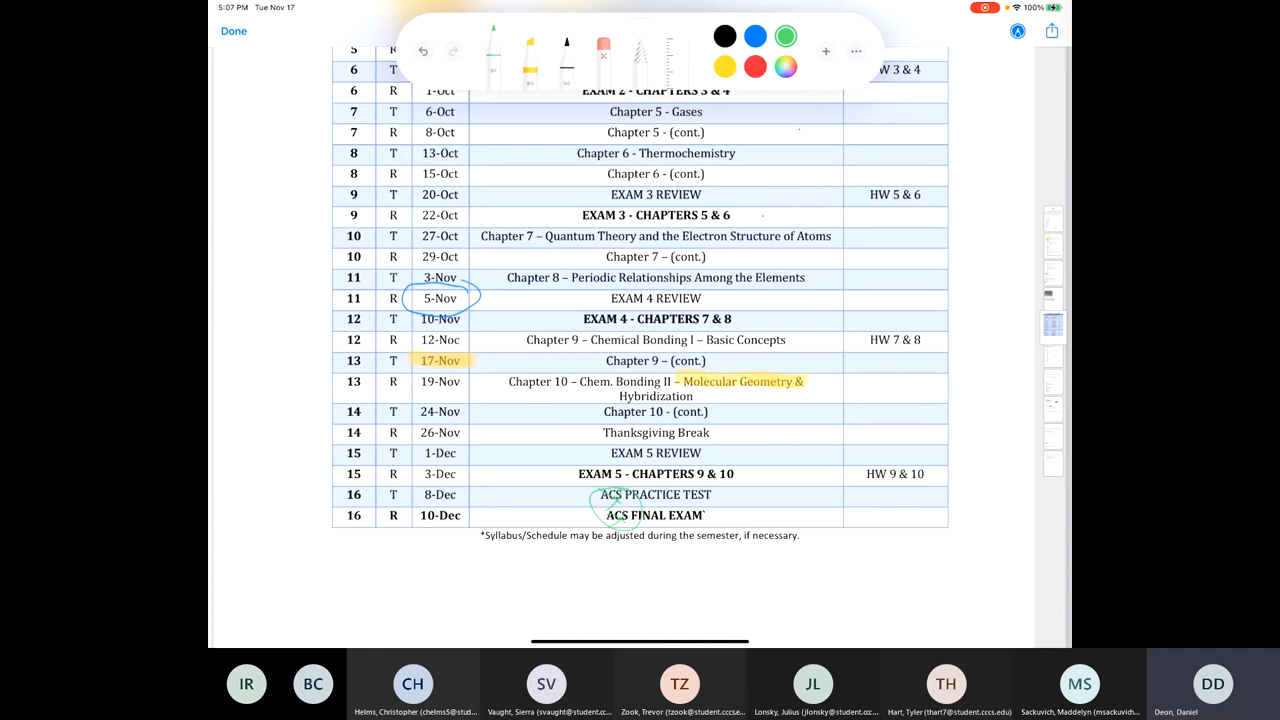 5:07 PM Tue Nov 17 100%
Done
5 R
6 T HW 3 & 4
6 R 1-Oct EXAM 2 - CHAPTERS 3 & 4
7 T 6-Oct Chapter 5 - Gases
7 R 8-Oct Chapter 5 - (cont.)
8 T 13-Oct Chapter 6 - Thermochemistry
8 R 15-Oct Chapter 6 - (cont.)
9 T 20-Oct EXAM 3 REVIEW HW 5 & 6
9 R 22-Oct EXAM 3 - CHAPTERS 5 & 6
10 T 27-Oct Chapter 7 – Quantum Theory and the Electron Structure of Atoms
10 R 29-Oct Chapter 7 – (cont.)
11 T 3-Nov Chapter 8 – Periodic Relationships Among the Elements
11 R 5-Nov EXAM 4 REVIEW
12 T 10-Nov EXAM 4 - CHAPTERS 7 & 8
12 R 12-Noc Chapter 9 – Chemical Bonding I – Basic Concepts HW 7 & 8
13 T 17-Nov Chapter 9 – (cont.)
13 R 19-Nov Chapter 10 – Chem. Bonding II – Molecular Geometry &
Hybridization
14 T 24-Nov Chapter 10 - (cont.)
14 R 26-Nov Thanksgiving Break
15 T 1-Dec EXAM 5 REVIEW
15 R 3-Dec EXAM 5 - CHAPTERS 9 & 10 HW 9 & 10
16 T 8-Dec ACS PRACTICE TEST
16 R 10-Dec ACS FINAL EXAM`
*Syllabus/Schedule may be adjusted during the semester, if necessary.
IR BC CH SV TZ JL TH MS DD
Helms, Christopher (chelms5@stud... Vaught, Sierra (svaught@student.ccc... Zook, Trevor (tzook@student.cccs.e... Lonsky, Julius (jlonsky@student.ccc... Hart, Tyler (thart7@student.cccs.edu) Sackuvich, Maddelyn (msackuvich... Deon, Daniel